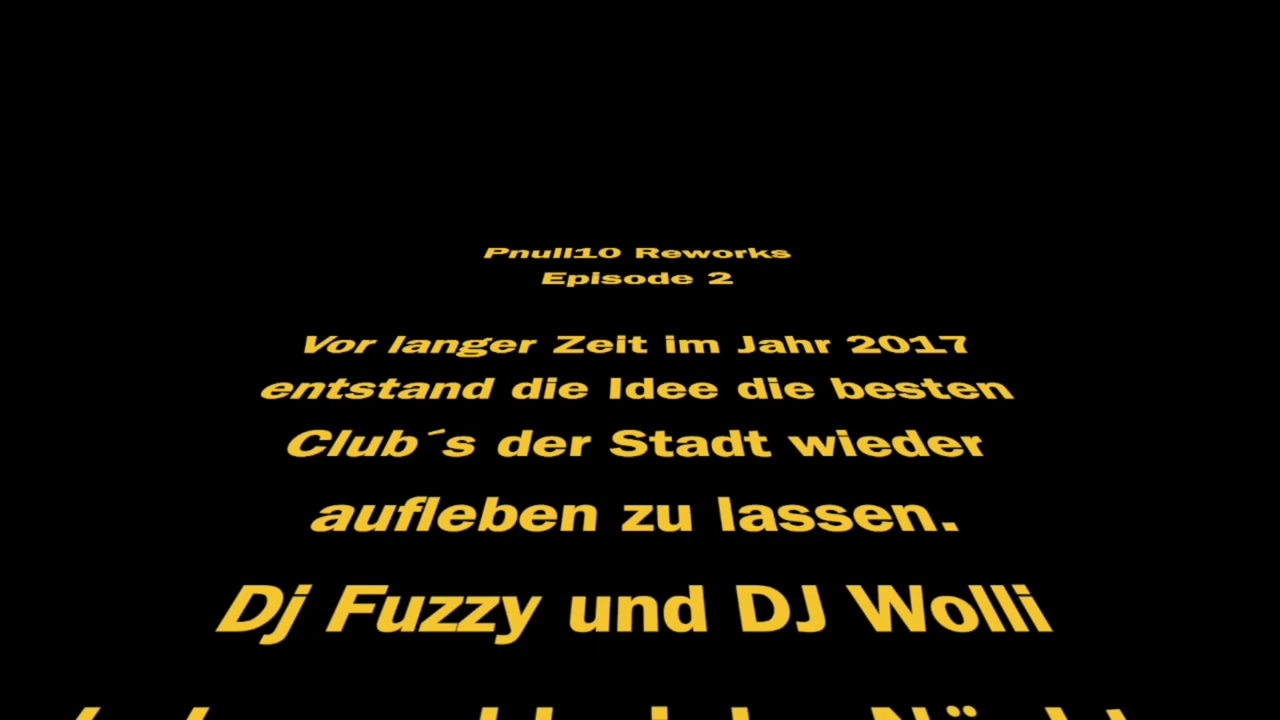 Pnull10 Reworks
Episode 2
Vor langer Zeit im Jahr 2017
entstand die Idee die besten
Club´s der Stadt wieder
aufleben zu lassen.
Dj Fuzzy und DJ Wolli